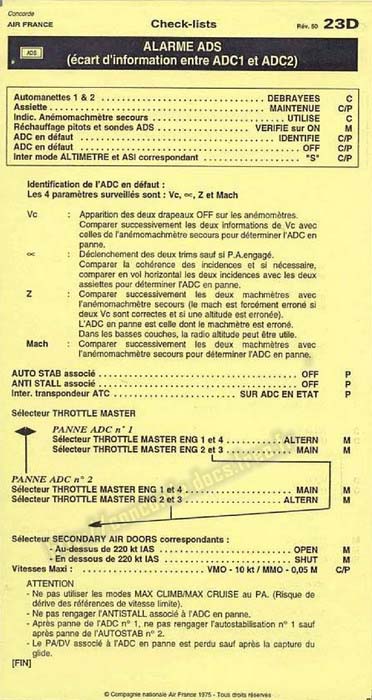 Concorde
AIR FRANCE
Check-lists
Rév. 50 23D
ADS
ALARME ADS
(écart d'information entre ADC1 et ADC2)
Automanettes 1 & 2 ........ DEBRAYEES C
Assiette ........ MAINTENUE C/P
Indic. Anémomachmètre secours ........ UTILISE C
Réchauffage pitots et sondes ADS ........ VERIFIE sur ON M
ADC en défaut ........ IDENTIFIE C/P
ADC en défaut ........ OFF C/P
Inter mode ALTIMETRE et ASI correspondant ........ "S" C/P
Identification de l'ADC en défaut :
Les 4 paramètres surveillés sont : Vc, ∝, Z et Mach
Vc : Apparition des deux drapeaux OFF sur les anémomètres.
Comparer successivement les deux informations de Vc avec
celles de l'anémomachmètre secours pour déterminer l'ADC en
panne.
∝ : Déclenchement des deux trims sauf si P.A.engagé.
Comparer la cohérence des incidences et si nécessaire,
comparer en vol horizontal les deux incidences avec les deux
assiettes pour déterminer l'ADC en panne.
Z : Comparer successivement les deux machmètres avec
l'anémomachmètre secours (le mach est forcément erroné si
deux Vc sont correctes et si une altitude est erronée).
L'ADC en panne est celle dont le machmètre est erroné.
Dans les basses couches, la radio altitude peut être utile.
Mach : Comparer successivement les deux machmètres avec
l'anémomachmètre secours pour déterminer l'ADC en panne.
AUTO STAB associé ........ OFF P
ANTI STALL associé ........ OFF P
Inter. transpondeur ATC ........ SUR ADC EN ETAT P
Sélecteur THROTTLE MASTER
PANNE ADC n° 1
Sélecteur THROTTLE MASTER ENG 1 et 4 ........ ALTERN M
Sélecteur THROTTLE MASTER ENG 2 et 3 ........ MAIN M
PANNE ADC n° 2
Sélecteur THROTTLE MASTER ENG 1 et 4 ........ MAIN M
Sélecteur THROTTLE MASTER ENG 2 et 3 ........ ALTERN M
Sélecteur SECONDARY AIR DOORS correspondants :
- Au-dessus de 220 kt IAS ........ OPEN M
- En dessous de 220 kt IAS ........ SHUT M
Vitesses Maxi : ........ VMO - 10 kt / MMO - 0,05 M C/P
ATTENTION
- Ne pas utiliser les modes MAX CLIMB/MAX CRUISE au PA. (Risque de
dérive des références de vitesse limite).
- Ne pas rengager l'ANTISTALL associé à l'ADC en panne.
- Après panne de l'ADC n° 1, ne pas rengager l'autostabilisation n° 1 sauf
après panne de l'AUTOSTAB n° 2.
- Le PA/DV associé à l'ADC en panne est perdu sauf après la capture du
glide.
[FIN]
© Compagnie nationale Air France 1975 - Tous droits réservés